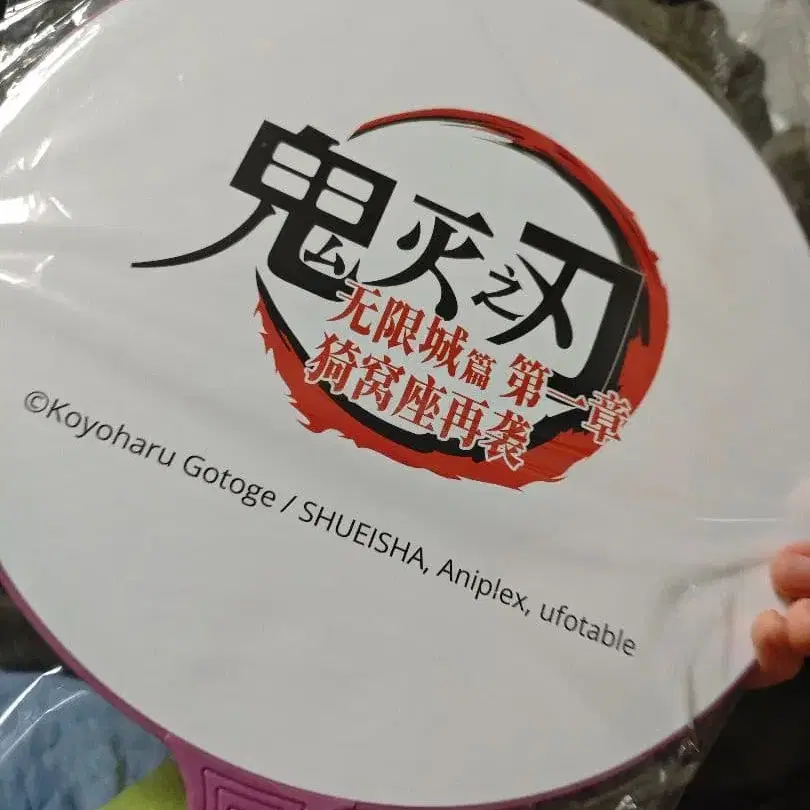 鬼灭之刃
无限城篇 第一章
猗窝座再袭
©Koyoharu Gotoge / SHUEISHA, Aniplex, ufotable